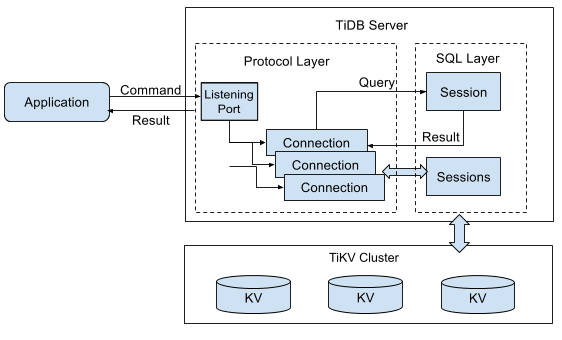 TiDB Server
Protocol Layer
SQL Layer
Application
Command
Result
Listening
Port
Query
Session
Connection
Result
Connection
Connection
Sessions
TiKV Cluster
KV
KV
KV